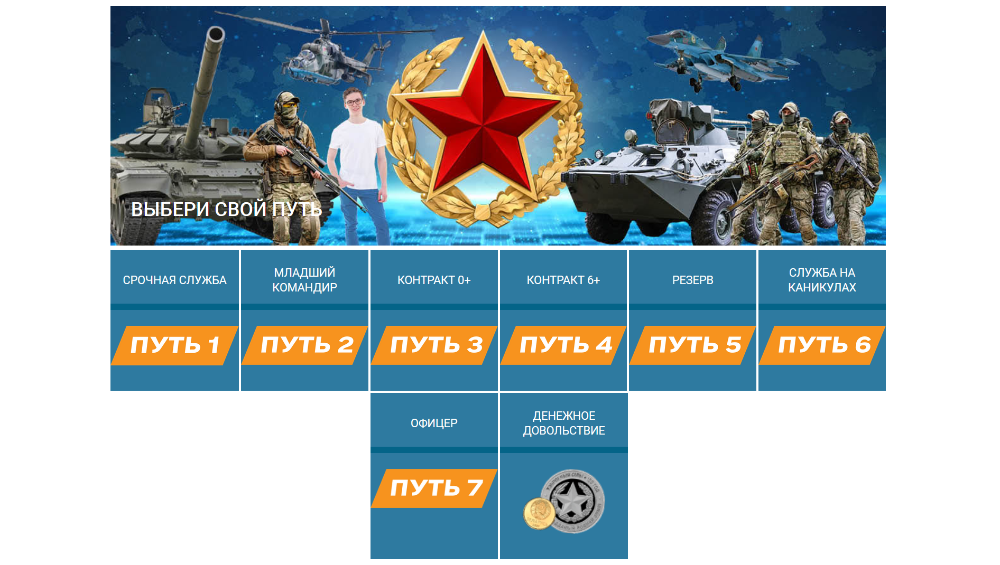 ВЫБЕРИ СВОЙ ПУТЬ
СРОЧНАЯ СЛУЖБА
МЛАДШИЙ
КОМАНДИР
КОНТРАКТ 0+
КОНТРАКТ 6+
РЕЗЕРВ
СЛУЖБА НА
КАНИКУЛАХ
ПУТЬ 1
ПУТЬ 2
ПУТЬ 3
ПУТЬ 4
ПУТЬ 5
ПУТЬ 6
ОФИЦЕР
ДЕНЕЖНОЕ
ДОВОЛЬСТВИЕ
ПУТЬ 7